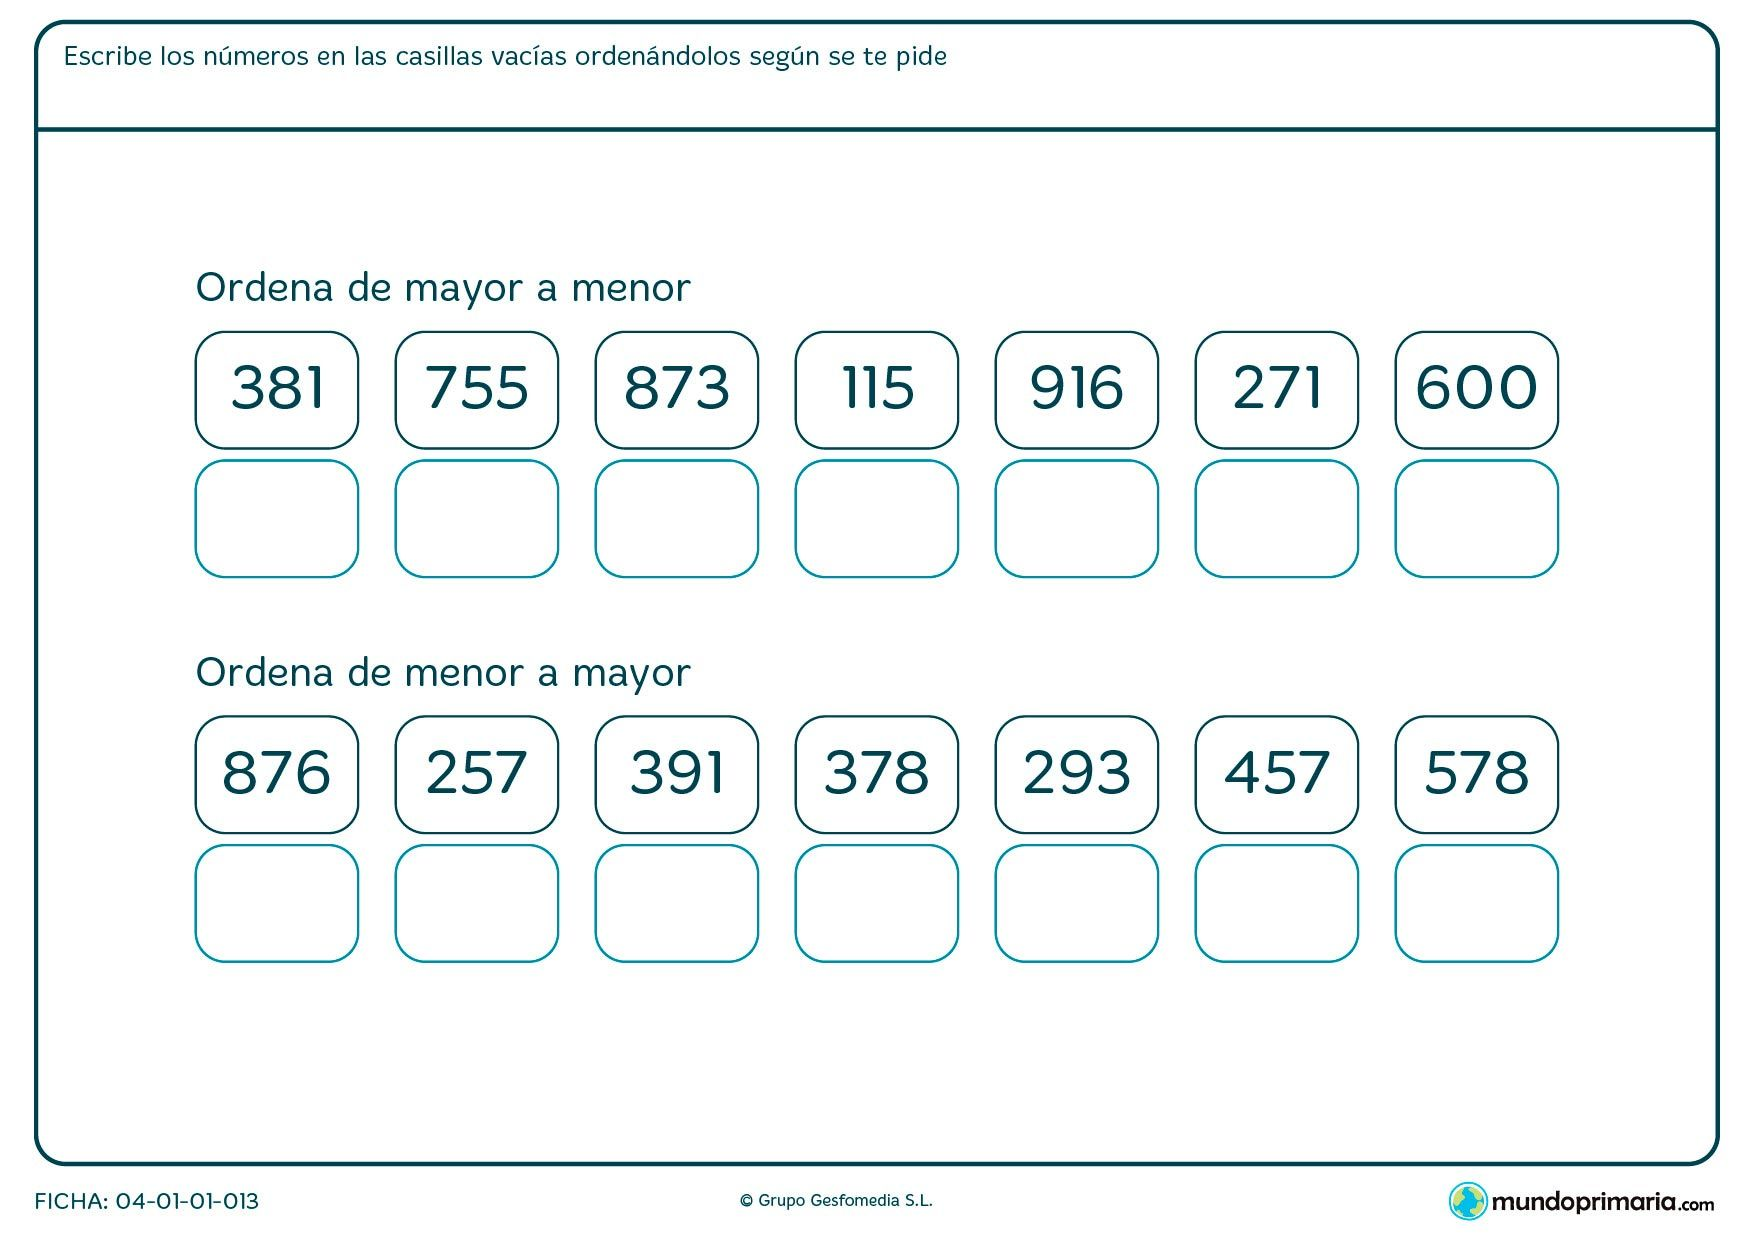 Escribe los números en las casillas vacías ordenándolos según se te pide
Ordena de mayor a menor
381 755 873 115 916 271 600
Ordena de menor a mayor
876 257 391 378 293 457 578
FICHA: 04-01-01-013
© Grupo Gesfomedia S.L.
mundoprimaria.com